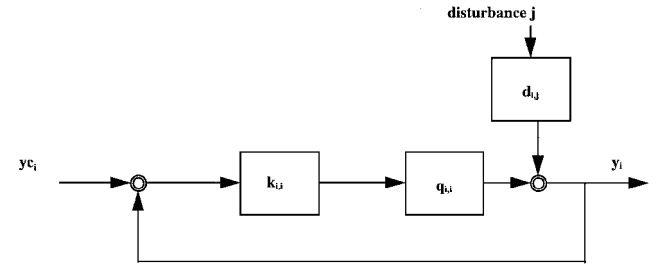 disturbance j
d_{i,j}
yc_i
k_{i,i}
q_{i,i}
y_i